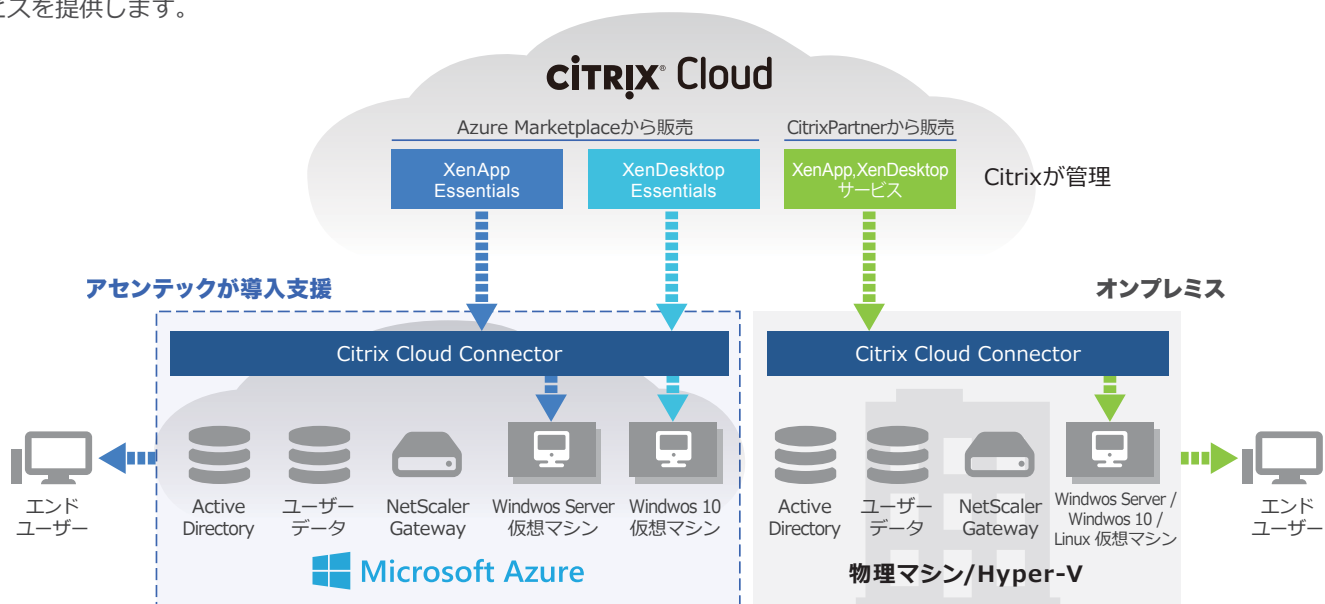 ビスを提供します。
CİTRIX® Cloud
Azure Marketplaceから販売
CitrixPartnerから販売
XenApp
Essentials
XenDesktop
Essentials
XenApp,XenDesktop
サービス
Citrixが管理
アセンテックが導入支援
オンプレミス
Citrix Cloud Connector
Citrix Cloud Connector
エンド
ユーザー
Active
Directory
ユーザー
データ
NetScaler
Gateway
Windwos Server
仮想マシン
Windwos 10
仮想マシン
Active
Directory
ユーザー
データ
NetScaler
Gateway
Windwos Server /
Windwos 10 /
Linux 仮想マシン
エンド
ユーザー
Microsoft Azure
物理マシン/Hyper-V